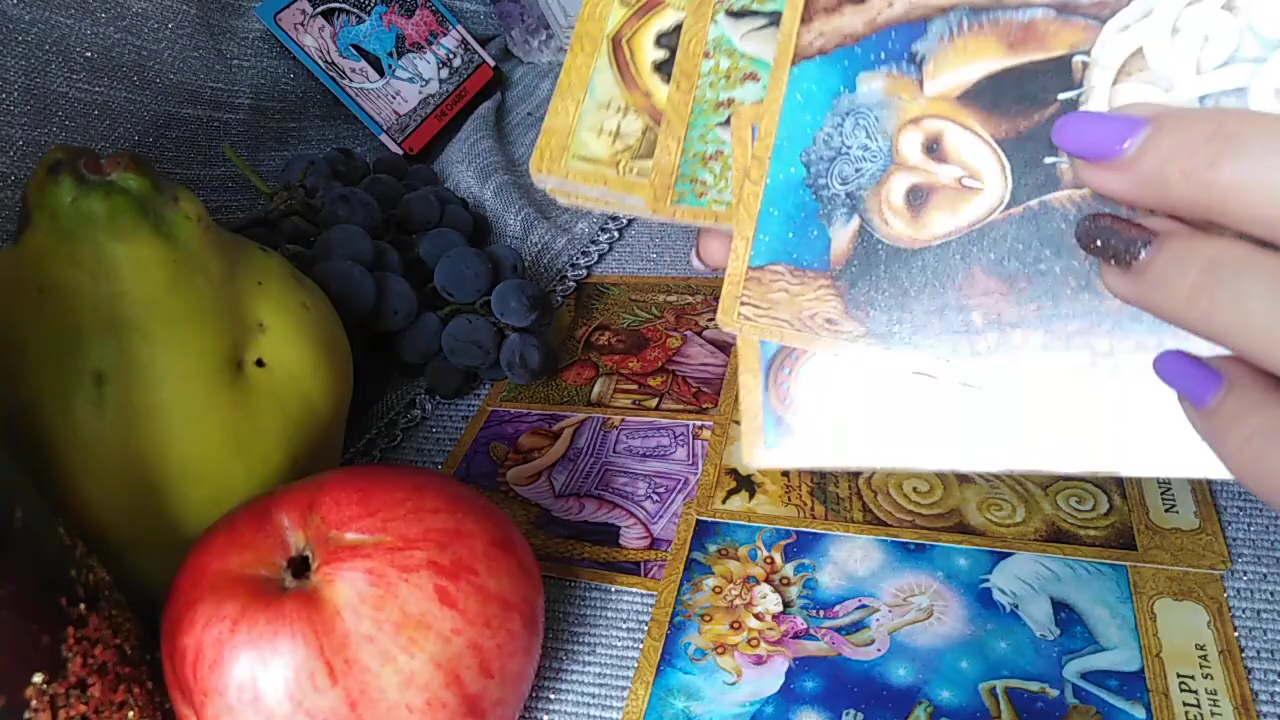 THE CHARIOT
NINE
ELPI
THE STAR